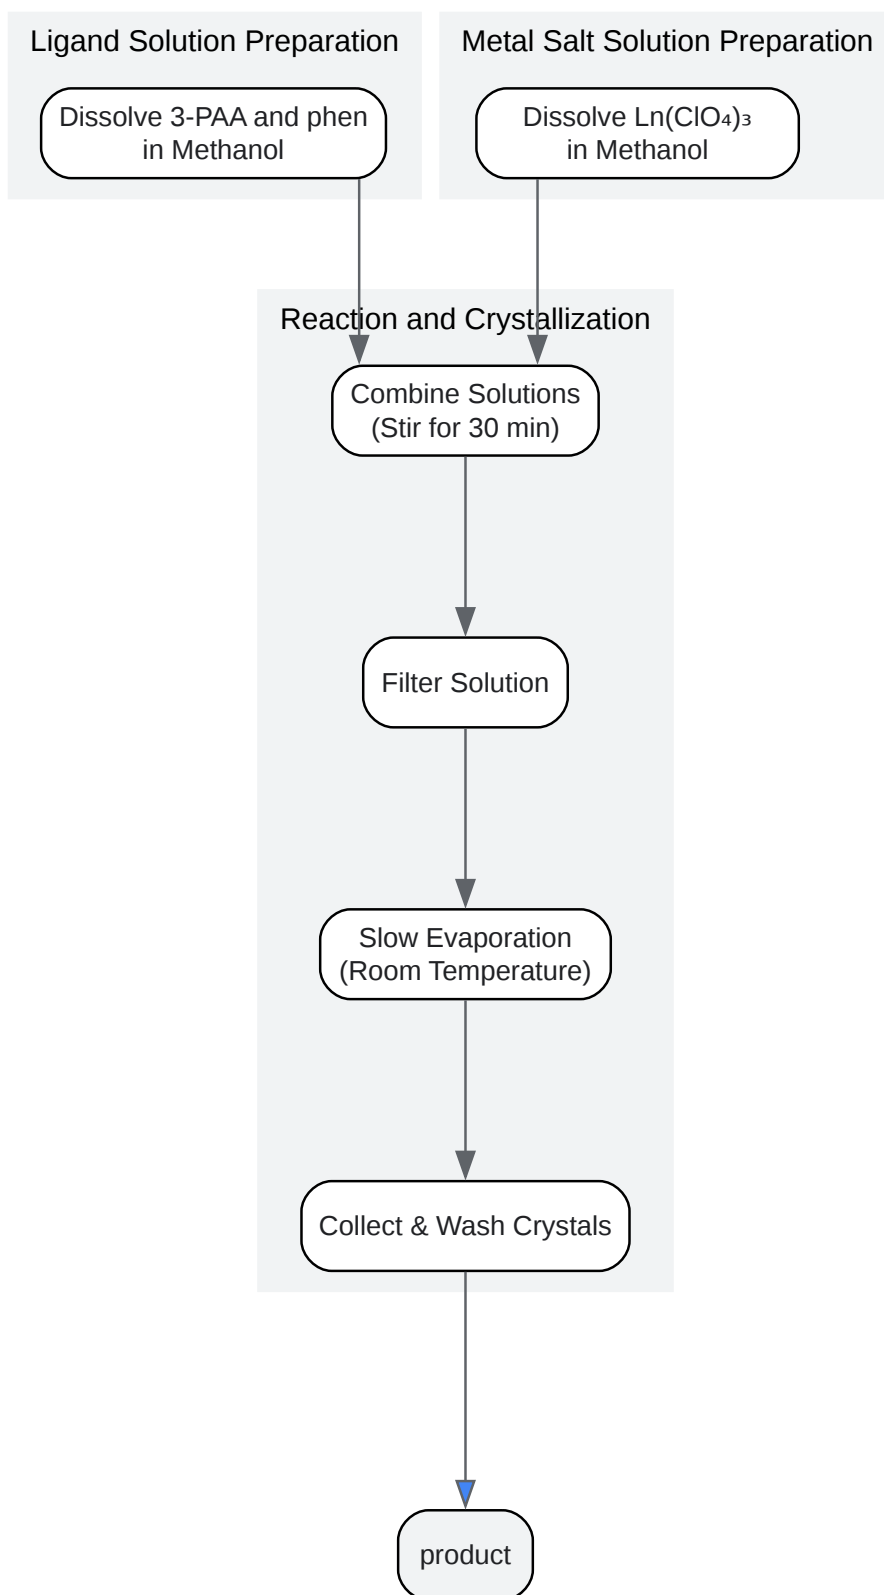 Ligand Solution Preparation
Metal Salt Solution Preparation
Dissolve 3-PAA and phen
in Methanol
Dissolve Ln(ClO₄)₃
in Methanol
Reaction and Crystallization
Combine Solutions
(Stir for 30 min)
Filter Solution
Slow Evaporation
(Room Temperature)
Collect & Wash Crystals
product